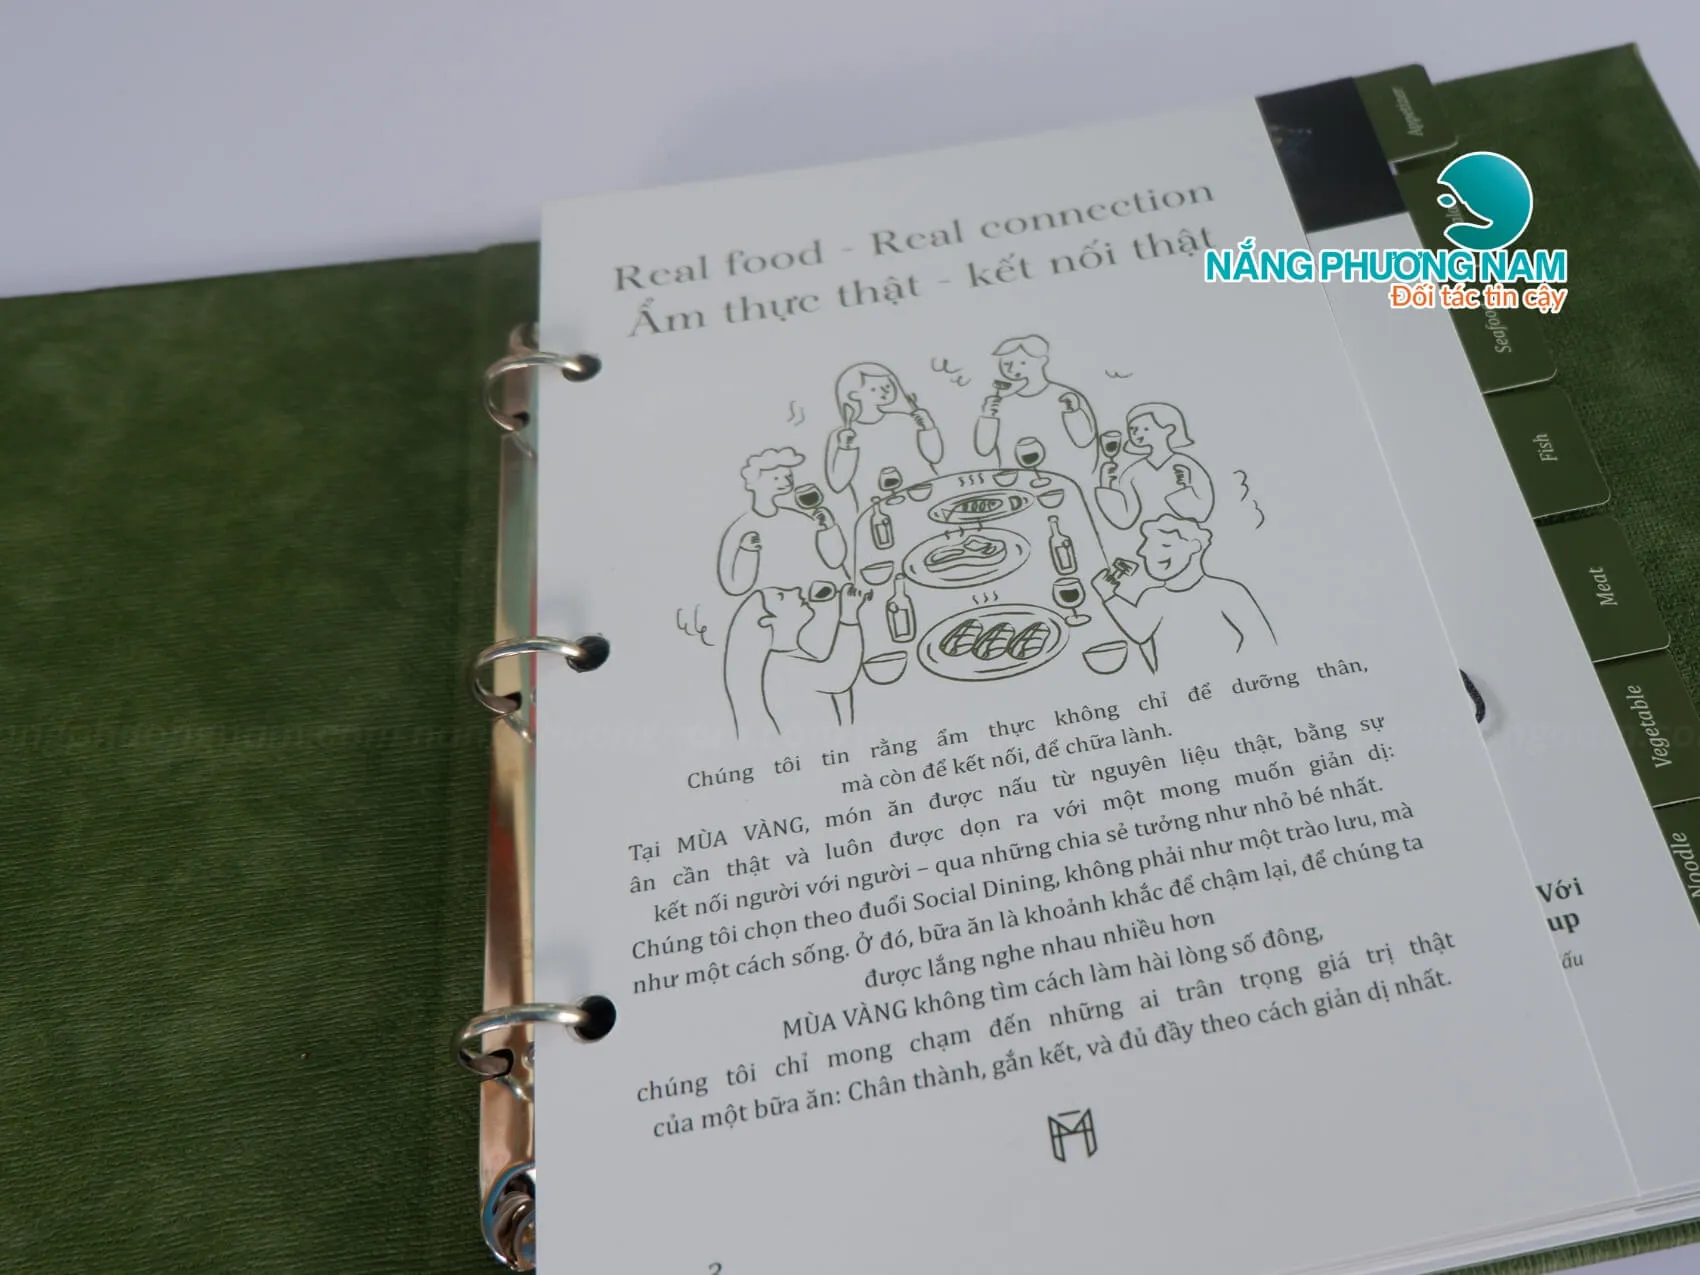 Real food - Real connection
Ẩm thực thật - kết nối thật
Chúng tôi tin rằng ẩm thực không chỉ để dưỡng thân,
mà còn để kết nối, để chữa lành.
Tại MÙA VÀNG, món ăn được nấu từ nguyên liệu thật, bằng sự
ân cần thật và luôn được dọn ra với một mong muốn giản dị:
kết nối người với người – qua những chia sẻ tưởng như nhỏ bé nhất.
Chúng tôi chọn theo đuổi Social Dining, không phải như một trào lưu, mà
như một cách sống. Ở đó, bữa ăn là khoảnh khắc để chậm lại, để chúng ta
được lắng nghe nhau nhiều hơn
MÙA VÀNG không tìm cách làm hài lòng số đông,
chúng tôi chỉ mong chạm đến những ai trân trọng giá trị thật
của một bữa ăn: Chân thành, gắn kết, và đủ đầy theo cách giản dị nhất.
2
Appetizer
Seafood
Fish
Meat
Vegetable
Noodle
Với
up
ấu
NẮNG PHƯƠNG NAM
Đối tác tin cậy